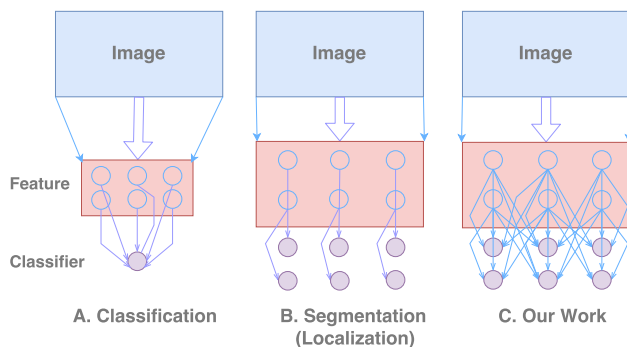 Image
Image
Image
Feature
Classifier
A. Classification
B. Segmentation
(Localization)
C. Our Work